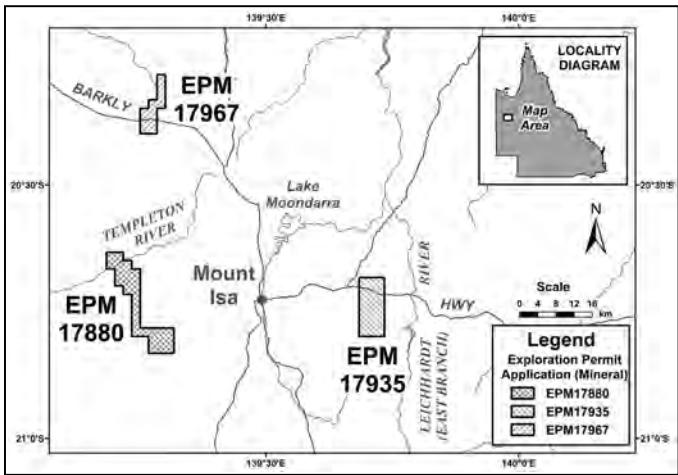 139°30'E
140°0'E
LOCALITY
DIAGRAM
Map
Area
BARKLY
EPM
17967
20°30'S
20°30'S
Lake
Moondarra
TEMPLETON
RIVER
N
Mount
Isa
RIVER
HWY
Scale
0 4 8 12 16
km
EPM
17880
EPM
17935
LEICHHARDT
(EAST BRANCH)
Legend
Exploration Permit
Application (Mineral)
EPM17880
EPM17935
EPM17967
21°0'S
21°0'S
139°30'E
140°0'E